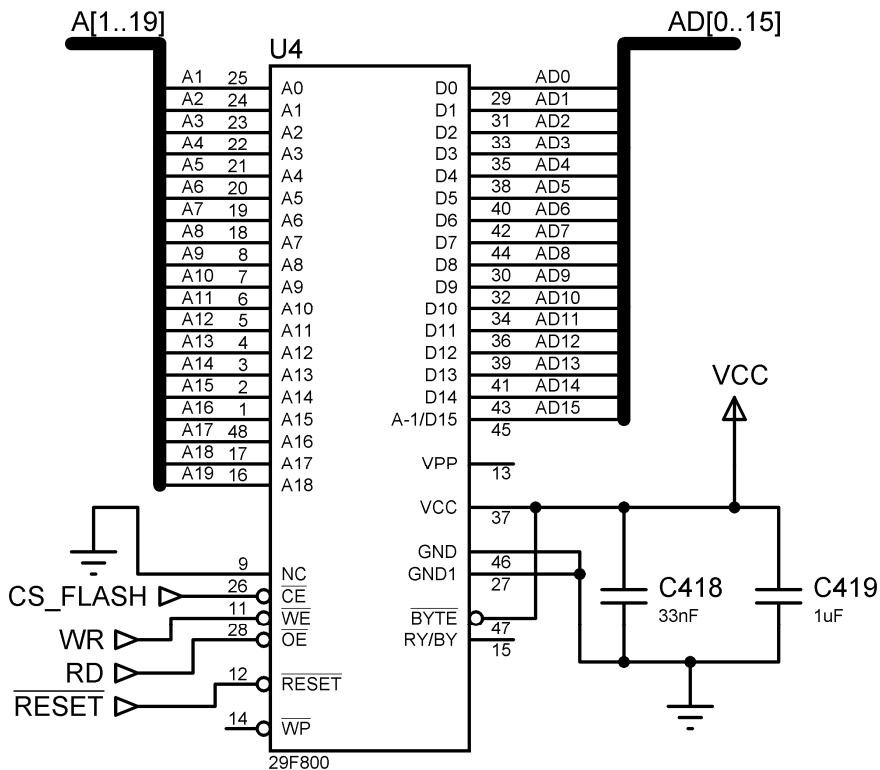 A[1..19] AD[0..15]
U4
A1 25 A0 D0 AD0
A2 24 A1 D1 29 AD1
A3 23 A2 D2 31 AD2
A4 22 A3 D3 33 AD3
A5 21 A4 D4 35 AD4
A6 20 A5 D5 38 AD5
A7 19 A6 D6 40 AD6
A8 18 A7 D7 42 AD7
A9 8 A8 D8 44 AD8
A10 7 A9 D9 30 AD9
A11 6 A10 D10 32 AD10
A12 5 A11 D11 34 AD11
A13 4 A12 D12 36 AD12
A14 3 A13 D13 39 AD13
A15 2 A14 D14 41 AD14
A16 1 A15 A-1/D15 43 AD15
A17 48 A16 45
A18 17 A17 VPP
A19 16 A18 13
VCC
VCC 37
GND 46
9 NC GND1 27
CS_FLASH 26 CE
WR 11 WE BYTE 47
RD 28 OE RY/BY 15
RESET 12 RESET
14 WP
29F800
C418
33nF
C419
1uF